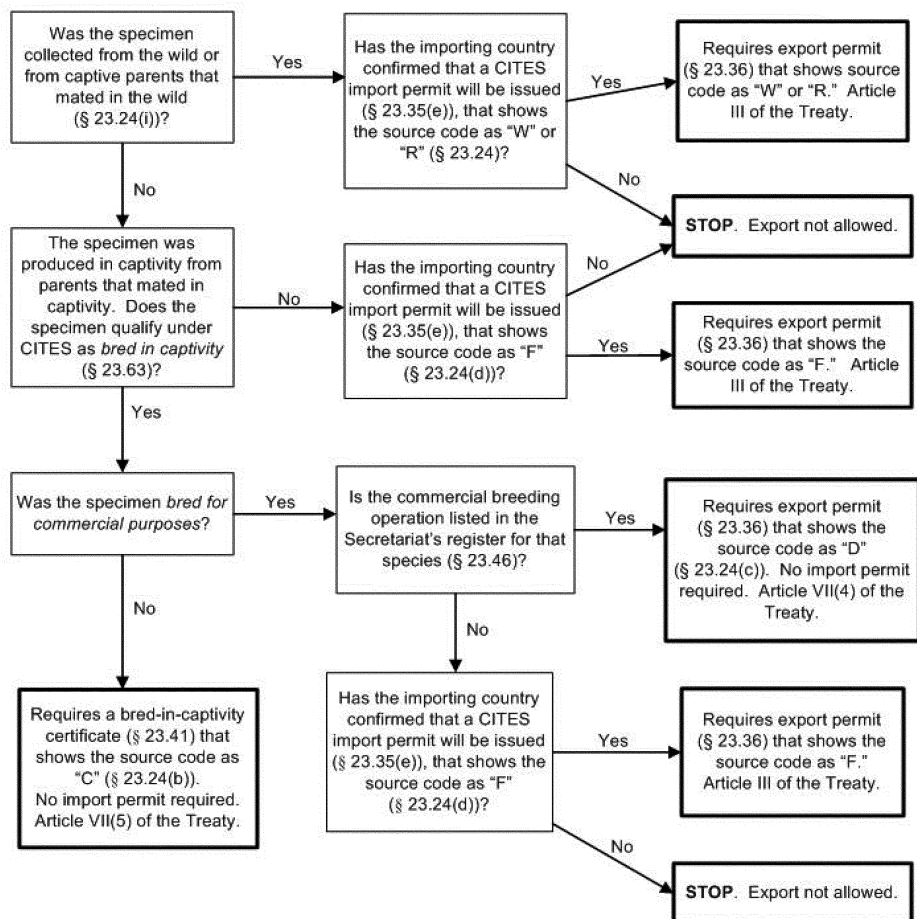 Was the specimen
collected from the wild or
from captive parents that
mated in the wild
(§ 23.24(i))?
Yes
Has the importing country
confirmed that a CITES
import permit will be issued
(§ 23.35(e)), that shows
the source code as “W” or
“R” (§ 23.24)?
Yes
Requires export permit
(§ 23.36) that shows source
code as “W” or “R.” Article
III of the Treaty.
No
No
STOP. Export not allowed.
The specimen was
produced in captivity from
parents that mated in
captivity. Does the
specimen qualify under
CITES as bred in captivity
(§ 23.63)?
No
Has the importing country
confirmed that a CITES
import permit will be issued
(§ 23.35(e)), that shows
the source code as “F”
(§ 23.24(d))?
No
Yes
Requires export permit
(§ 23.36) that shows the
source code as “F.” Article
III of the Treaty.
Yes
Was the specimen bred for
commercial purposes?
Yes
Is the commercial breeding
operation listed in the
Secretariat’s register for that
species (§ 23.46)?
Yes
Requires export permit
(§ 23.36) that shows the
source code as “D”
(§ 23.24(c)). No import permit
required. Article VII(4) of the
Treaty.
No
No
Requires a bred-in-captivity
certificate (§ 23.41) that
shows the source code as
“C” (§ 23.24(b)).
No import permit required.
Article VII(5) of the Treaty.
Has the importing country
confirmed that a CITES
import permit will be issued
(§ 23.35(e)), that shows the
source code as “F”
(§ 23.24(d))?
Yes
Requires export permit
(§ 23.36) that shows the
source code as “F.”
Article III of the Treaty.
No
STOP. Export not allowed.